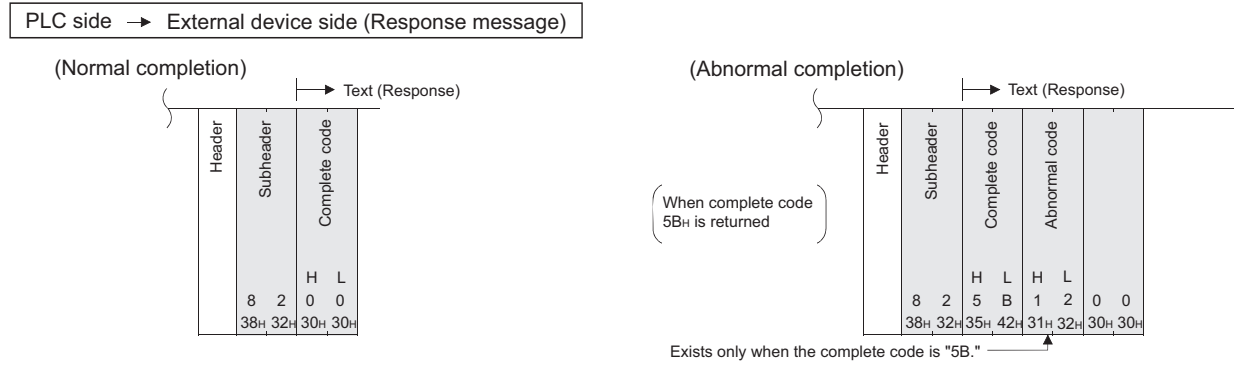 PLC side → External device side (Response message)
(Normal completion)
Text (Response)
Header
Subheader
Complete code
H L
8 2 0 0
38H 32H 30H 30H
(Abnormal completion)
Text (Response)
When complete code
5BH is returned
Header
Subheader
Complete code
Abnormal code
H L H L
8 2 5 B 1 2 0 0
38H 32H 35H 42H 31H 32H 30H 30H
Exists only when the complete code is "5B."